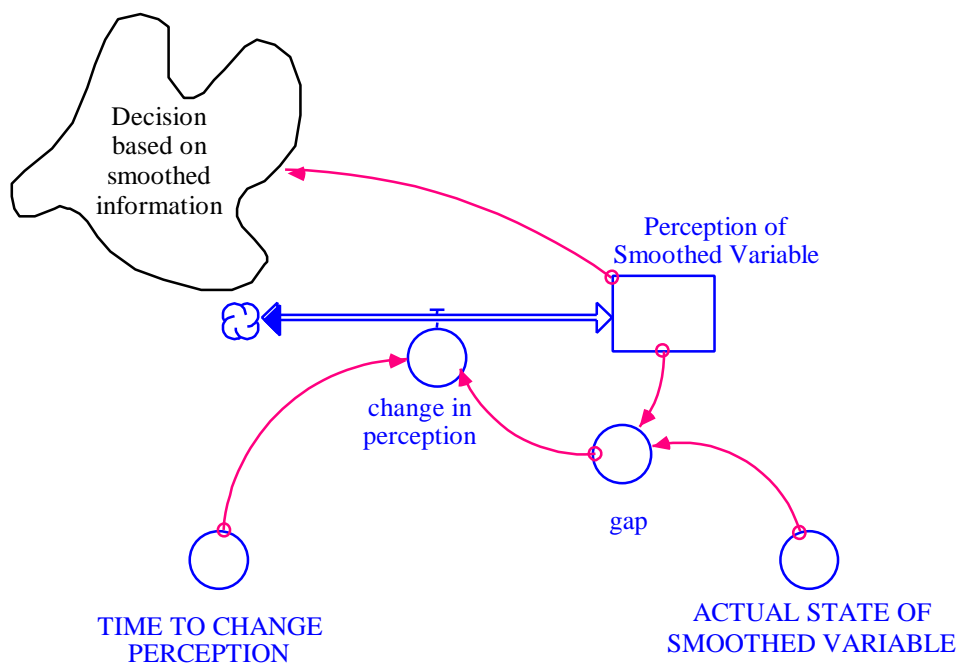 Decision
based on
smoothed
information
Perception of
Smoothed Variable
change in
perception
gap
TIME TO CHANGE
PERCEPTION
ACTUAL STATE OF
SMOOTHED VARIABLE